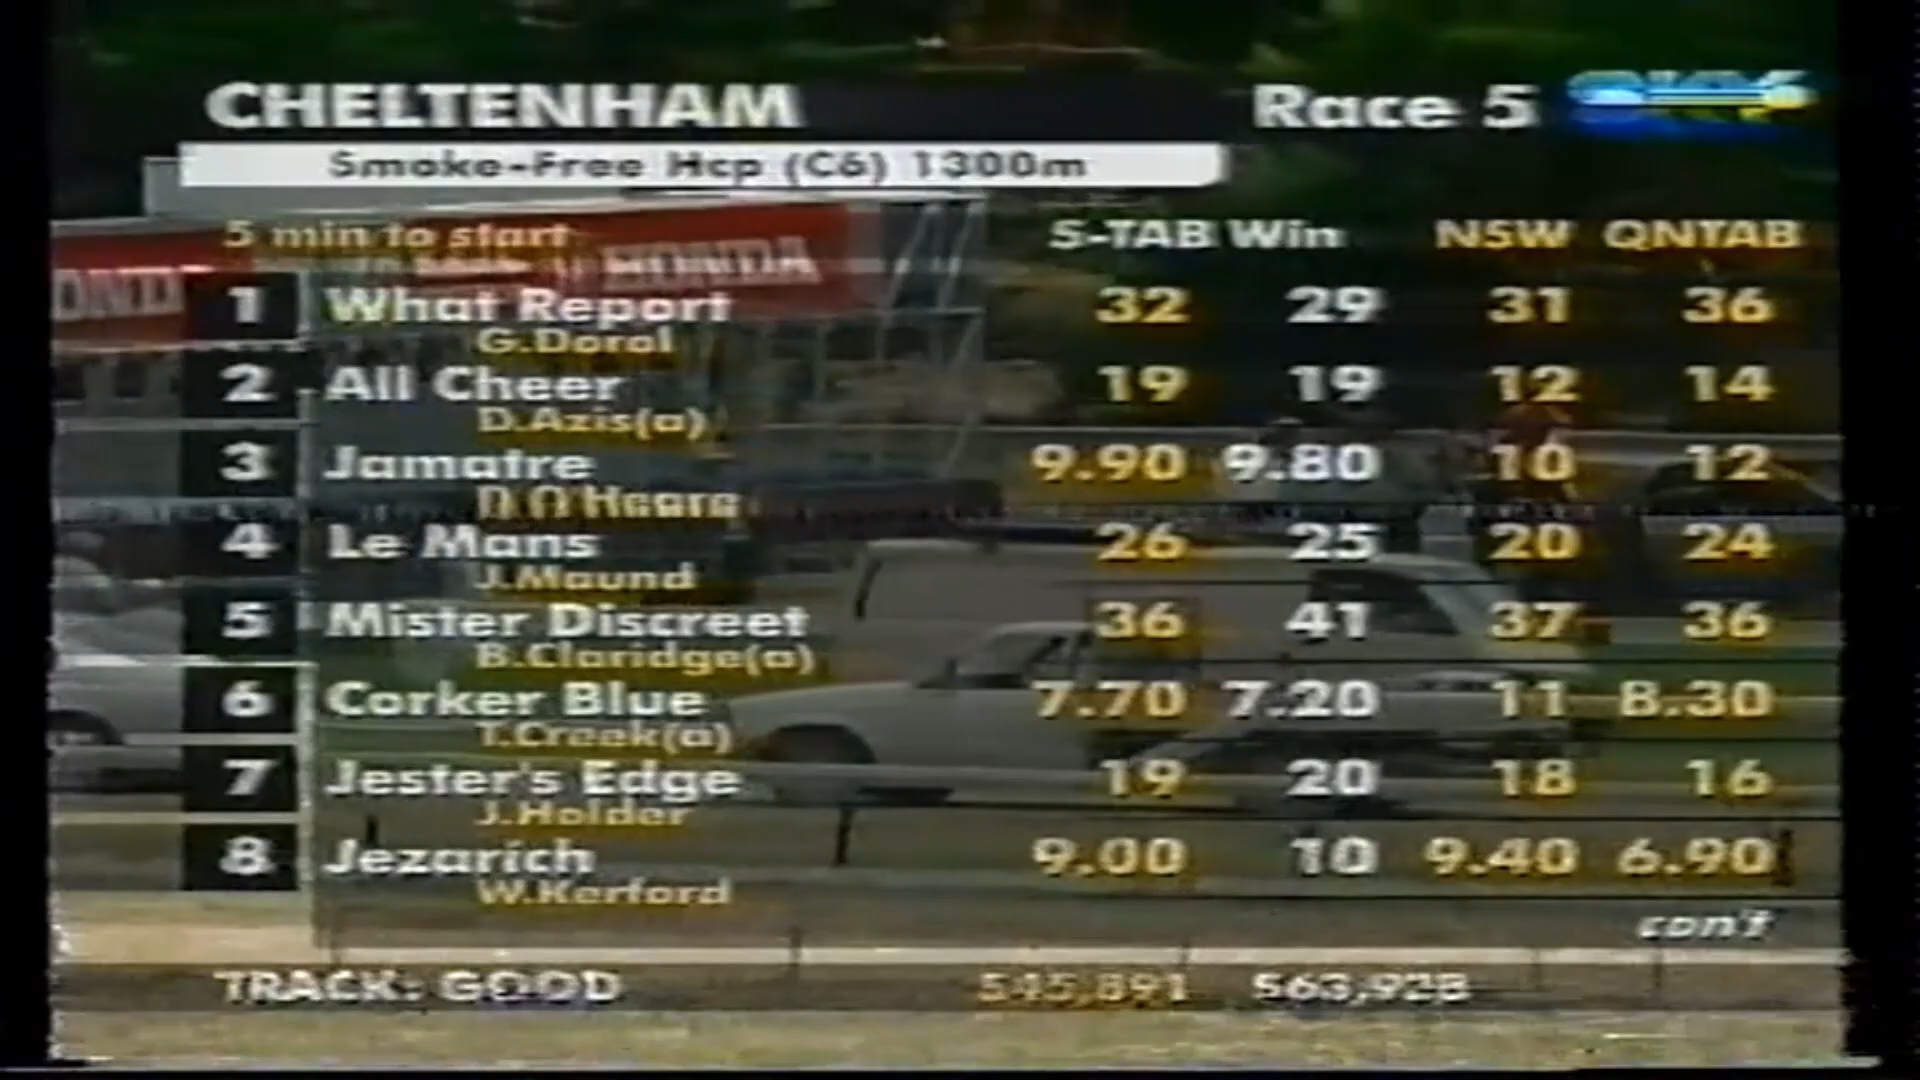 CHELTENHAM Race 5 SKY
Smoke-Free Hcp (C6) 1300m
5 min to start S-TAB Win NSW QNTAB
HONDA
1 What Report 32 29 31 36
G.Doral
2 All Cheer 19 19 12 14
D.Azis(a)
3 Jamatre 9.90 9.80 10 12
D O'Heare
4 Le Mans 26 25 20 24
J.Maund
5 Mister Discreet 36 41 37 36
B.Claridge(a)
6 Corker Blue 7.70 7.20 11 8.30
T.Creek(a)
7 Jester's Edge 19 20 18 16
J.Holder
8 Jezarich 9.00 10 9.40 6.90
W.Kerford
con't
TRACK: GOOD 545,891 563,928